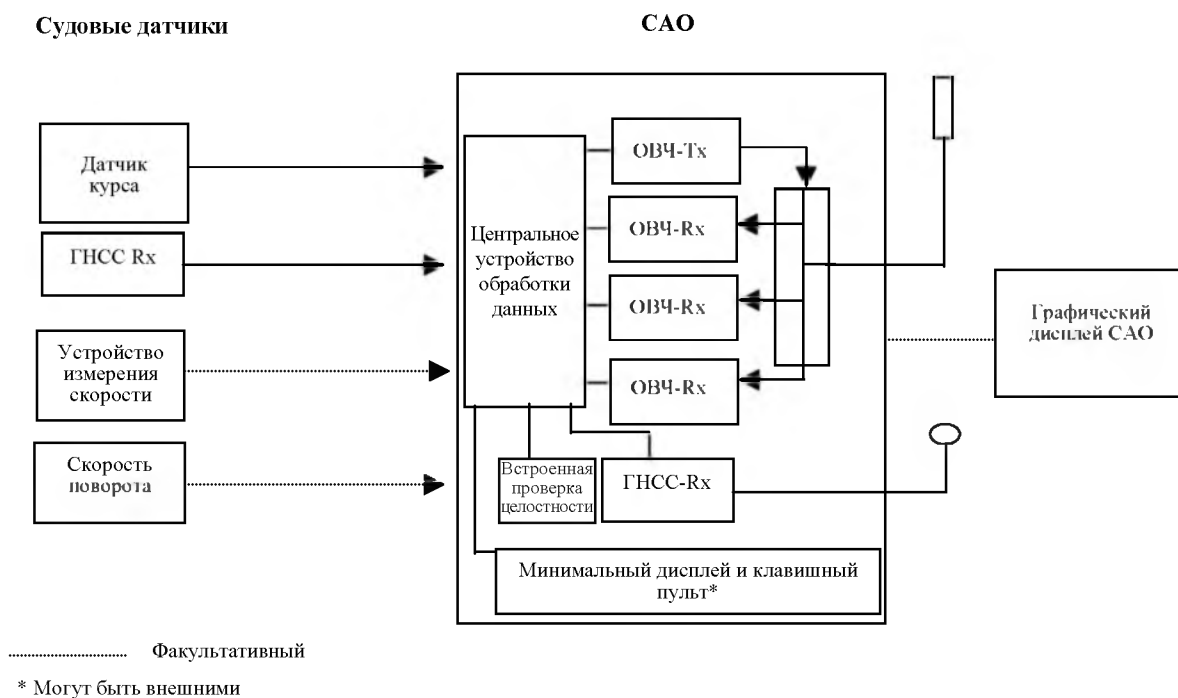 Судовые датчики
САО
Датчик
курса
ГНСС Rx
Устройство
измерения
скорости
Скорость
поворота
Центральное
устройство
обработки
данных
ОВЧ-Тх
ОВЧ-Rx
ОВЧ-Rx
ОВЧ-Rx
Встроенная
проверка
целостности
ГНСС-Rx
Минимальный дисплей и клавишный
пульт*
Графический
дисплей САО
Факультативный
* Могут быть внешними